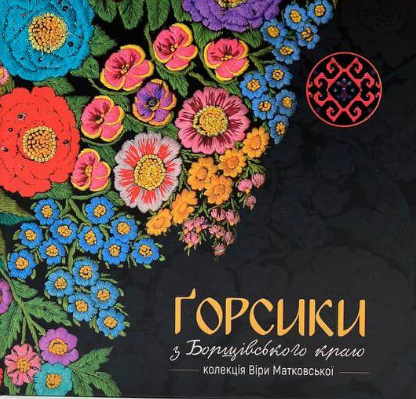 ҐОРСИКИ
з Борщівського краю
колекція Віри Матковської